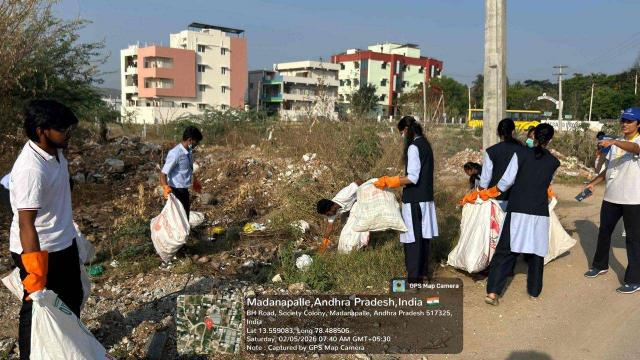 GPS Map Camera
Madanapalle,Andhra Pradesh,India
BH Road, Society Colony, Madanapalle, Andhra Pradesh 517325,
India
Lat 13.559083, Long 78.488506
Saturday, 02/05/2026 07:40 AM GMT+05:30
Note : Captured by GPS Map Camera